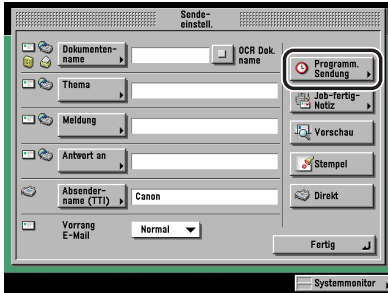 Sende-
einstell.
Dokumenten-
name
OCR Dok.
name
Programm.
Sendung
Thema
Job-fertig-
Notiz
Meldung
Vorschau
Antwort an
Stempel
Absender-
name (TTI)
Canon
Direkt
Vorrang
E-Mail
Normal
Fertig
Systemmonitor